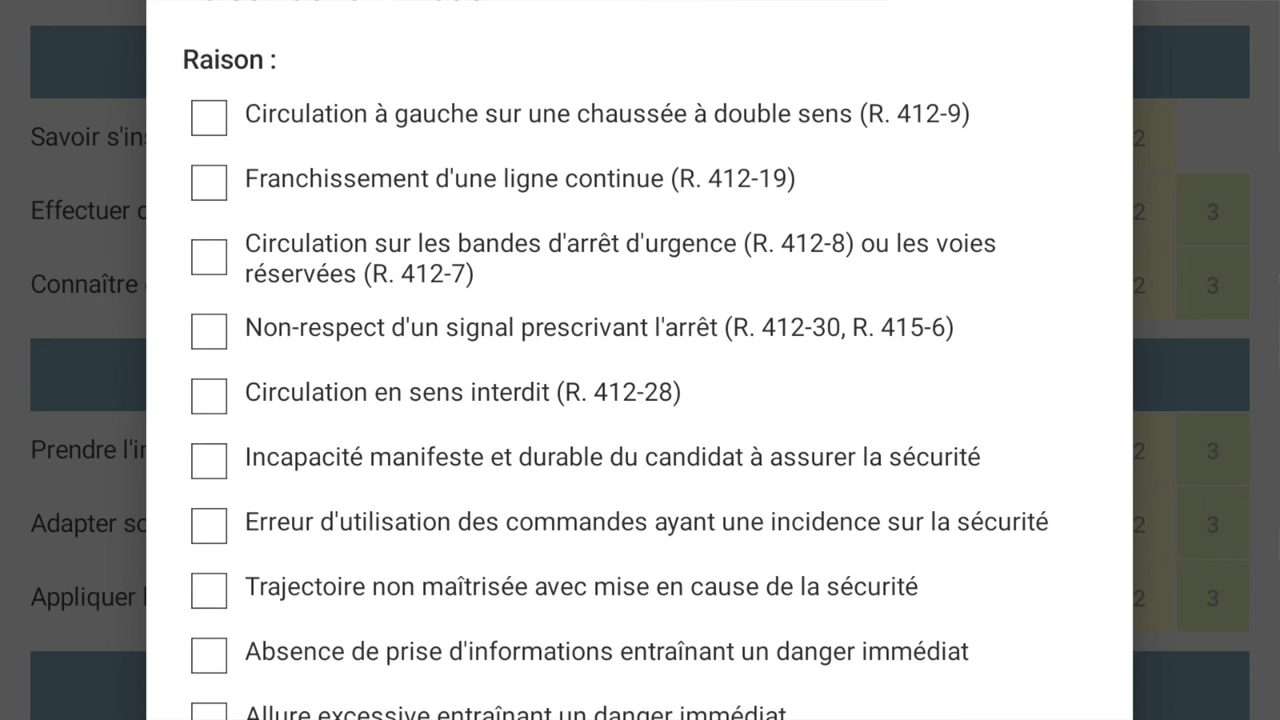 Raison :
Circulation à gauche sur une chaussée à double sens (R. 412-9)
Franchissement d'une ligne continue (R. 412-19)
Circulation sur les bandes d'arrêt d'urgence (R. 412-8) ou les voies
réservées (R. 412-7)
Non-respect d'un signal prescrivant l'arrêt (R. 412-30, R. 415-6)
Circulation en sens interdit (R. 412-28)
Incapacité manifeste et durable du candidat à assurer la sécurité
Erreur d'utilisation des commandes ayant une incidence sur la sécurité
Trajectoire non maîtrisée avec mise en cause de la sécurité
Absence de prise d'informations entraînant un danger immédiat
Allure excessive entraînant un danger immédiat
Savoir s'in
2
Effectuer
2 3
Connaître
2 3
Prendre l'i
2 3
Adapter
2 3
Appliquer
2 3